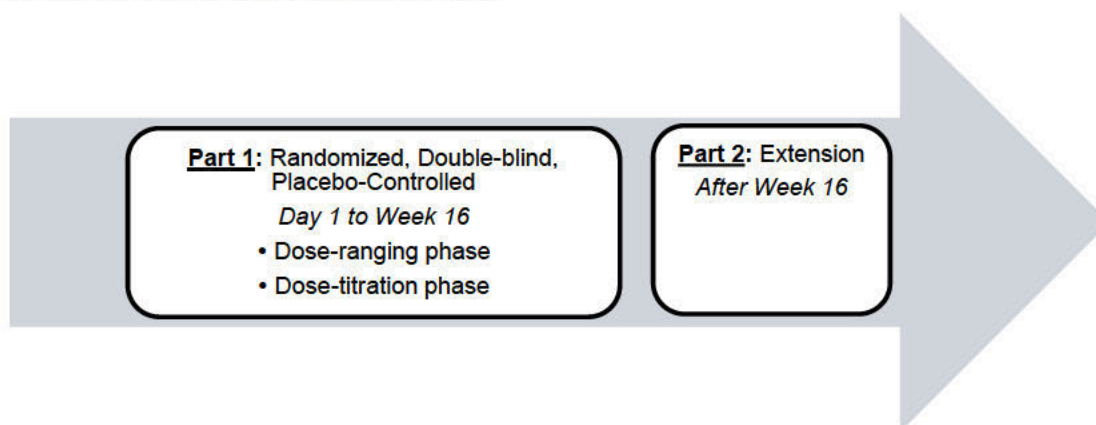 Part 1: Randomized, Double-blind,
Placebo-Controlled
Day 1 to Week 16
• Dose-ranging phase
• Dose-titration phase
Part 2: Extension
After Week 16